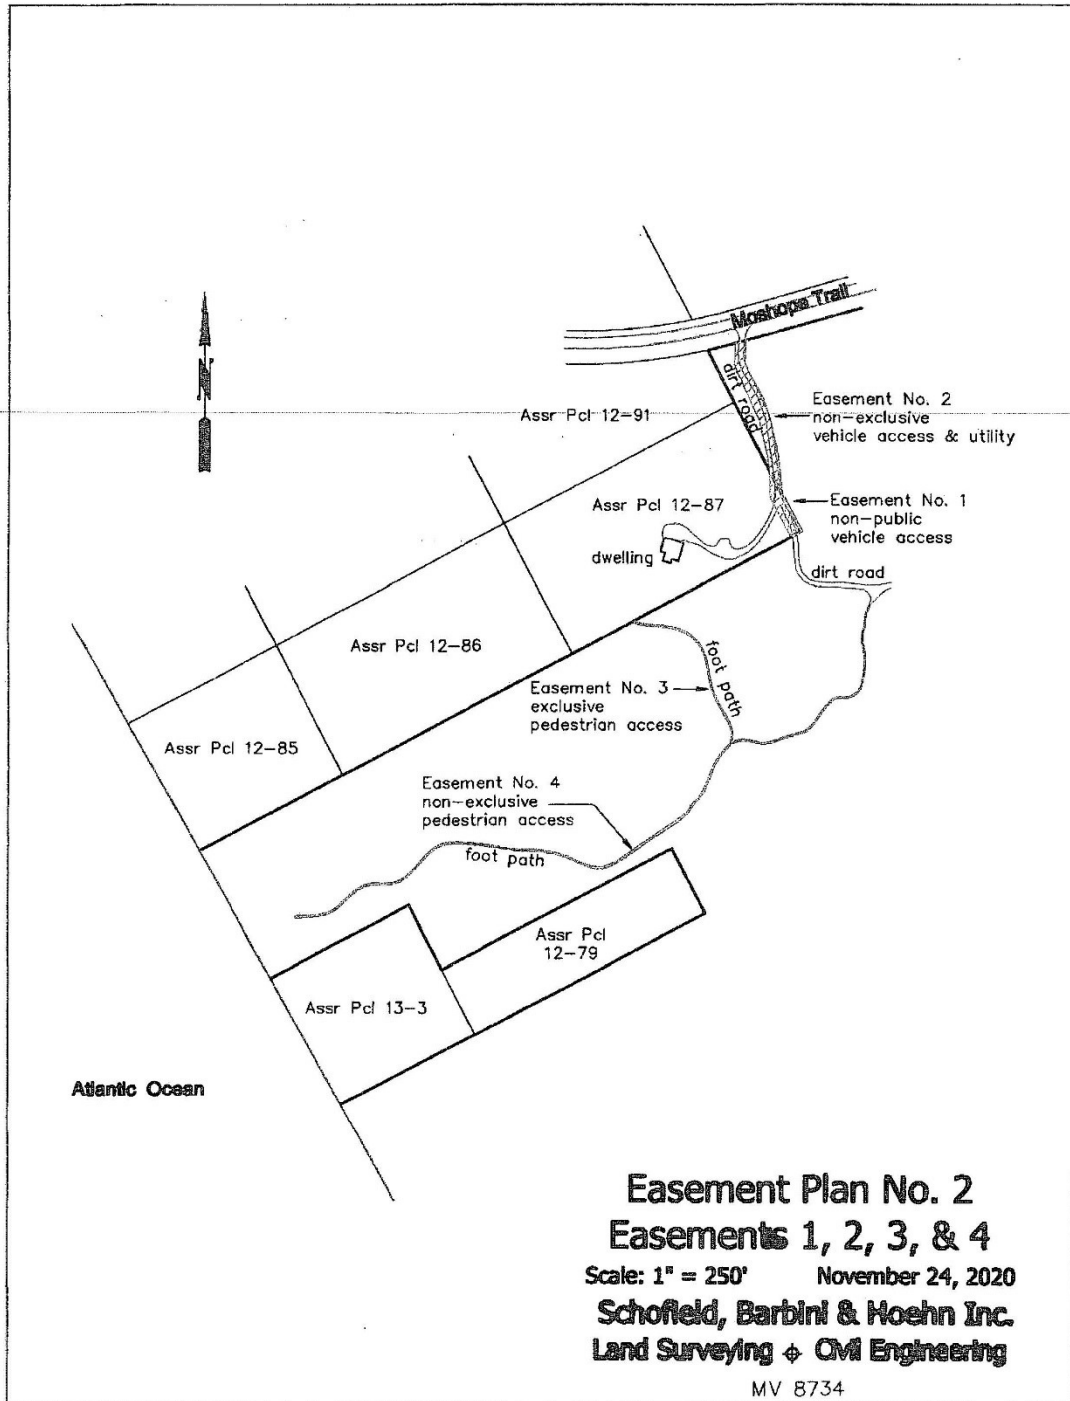 Moshopa Trail
dirt road
Easement No. 2
non-exclusive
vehicle access & utility
Assr Pcl 12-91
N
Assr Pcl 12-87
Easement No. 1
non-public
vehicle access
dwelling
dirt road
Assr Pcl 12-86
foot path
Easement No. 3
exclusive
pedestrian access
Assr Pcl 12-85
Easement No. 4
non-exclusive
pedestrian access
foot path
Assr Pcl
12-79
Assr Pcl 13-3
Atlantic Ocean
Easement Plan No. 2
Easements 1, 2, 3, & 4
Scale: 1" = 250' November 24, 2020
Schofield, Barbini & Hoehn Inc.
Land Surveying Civil Engineering
MV 8734